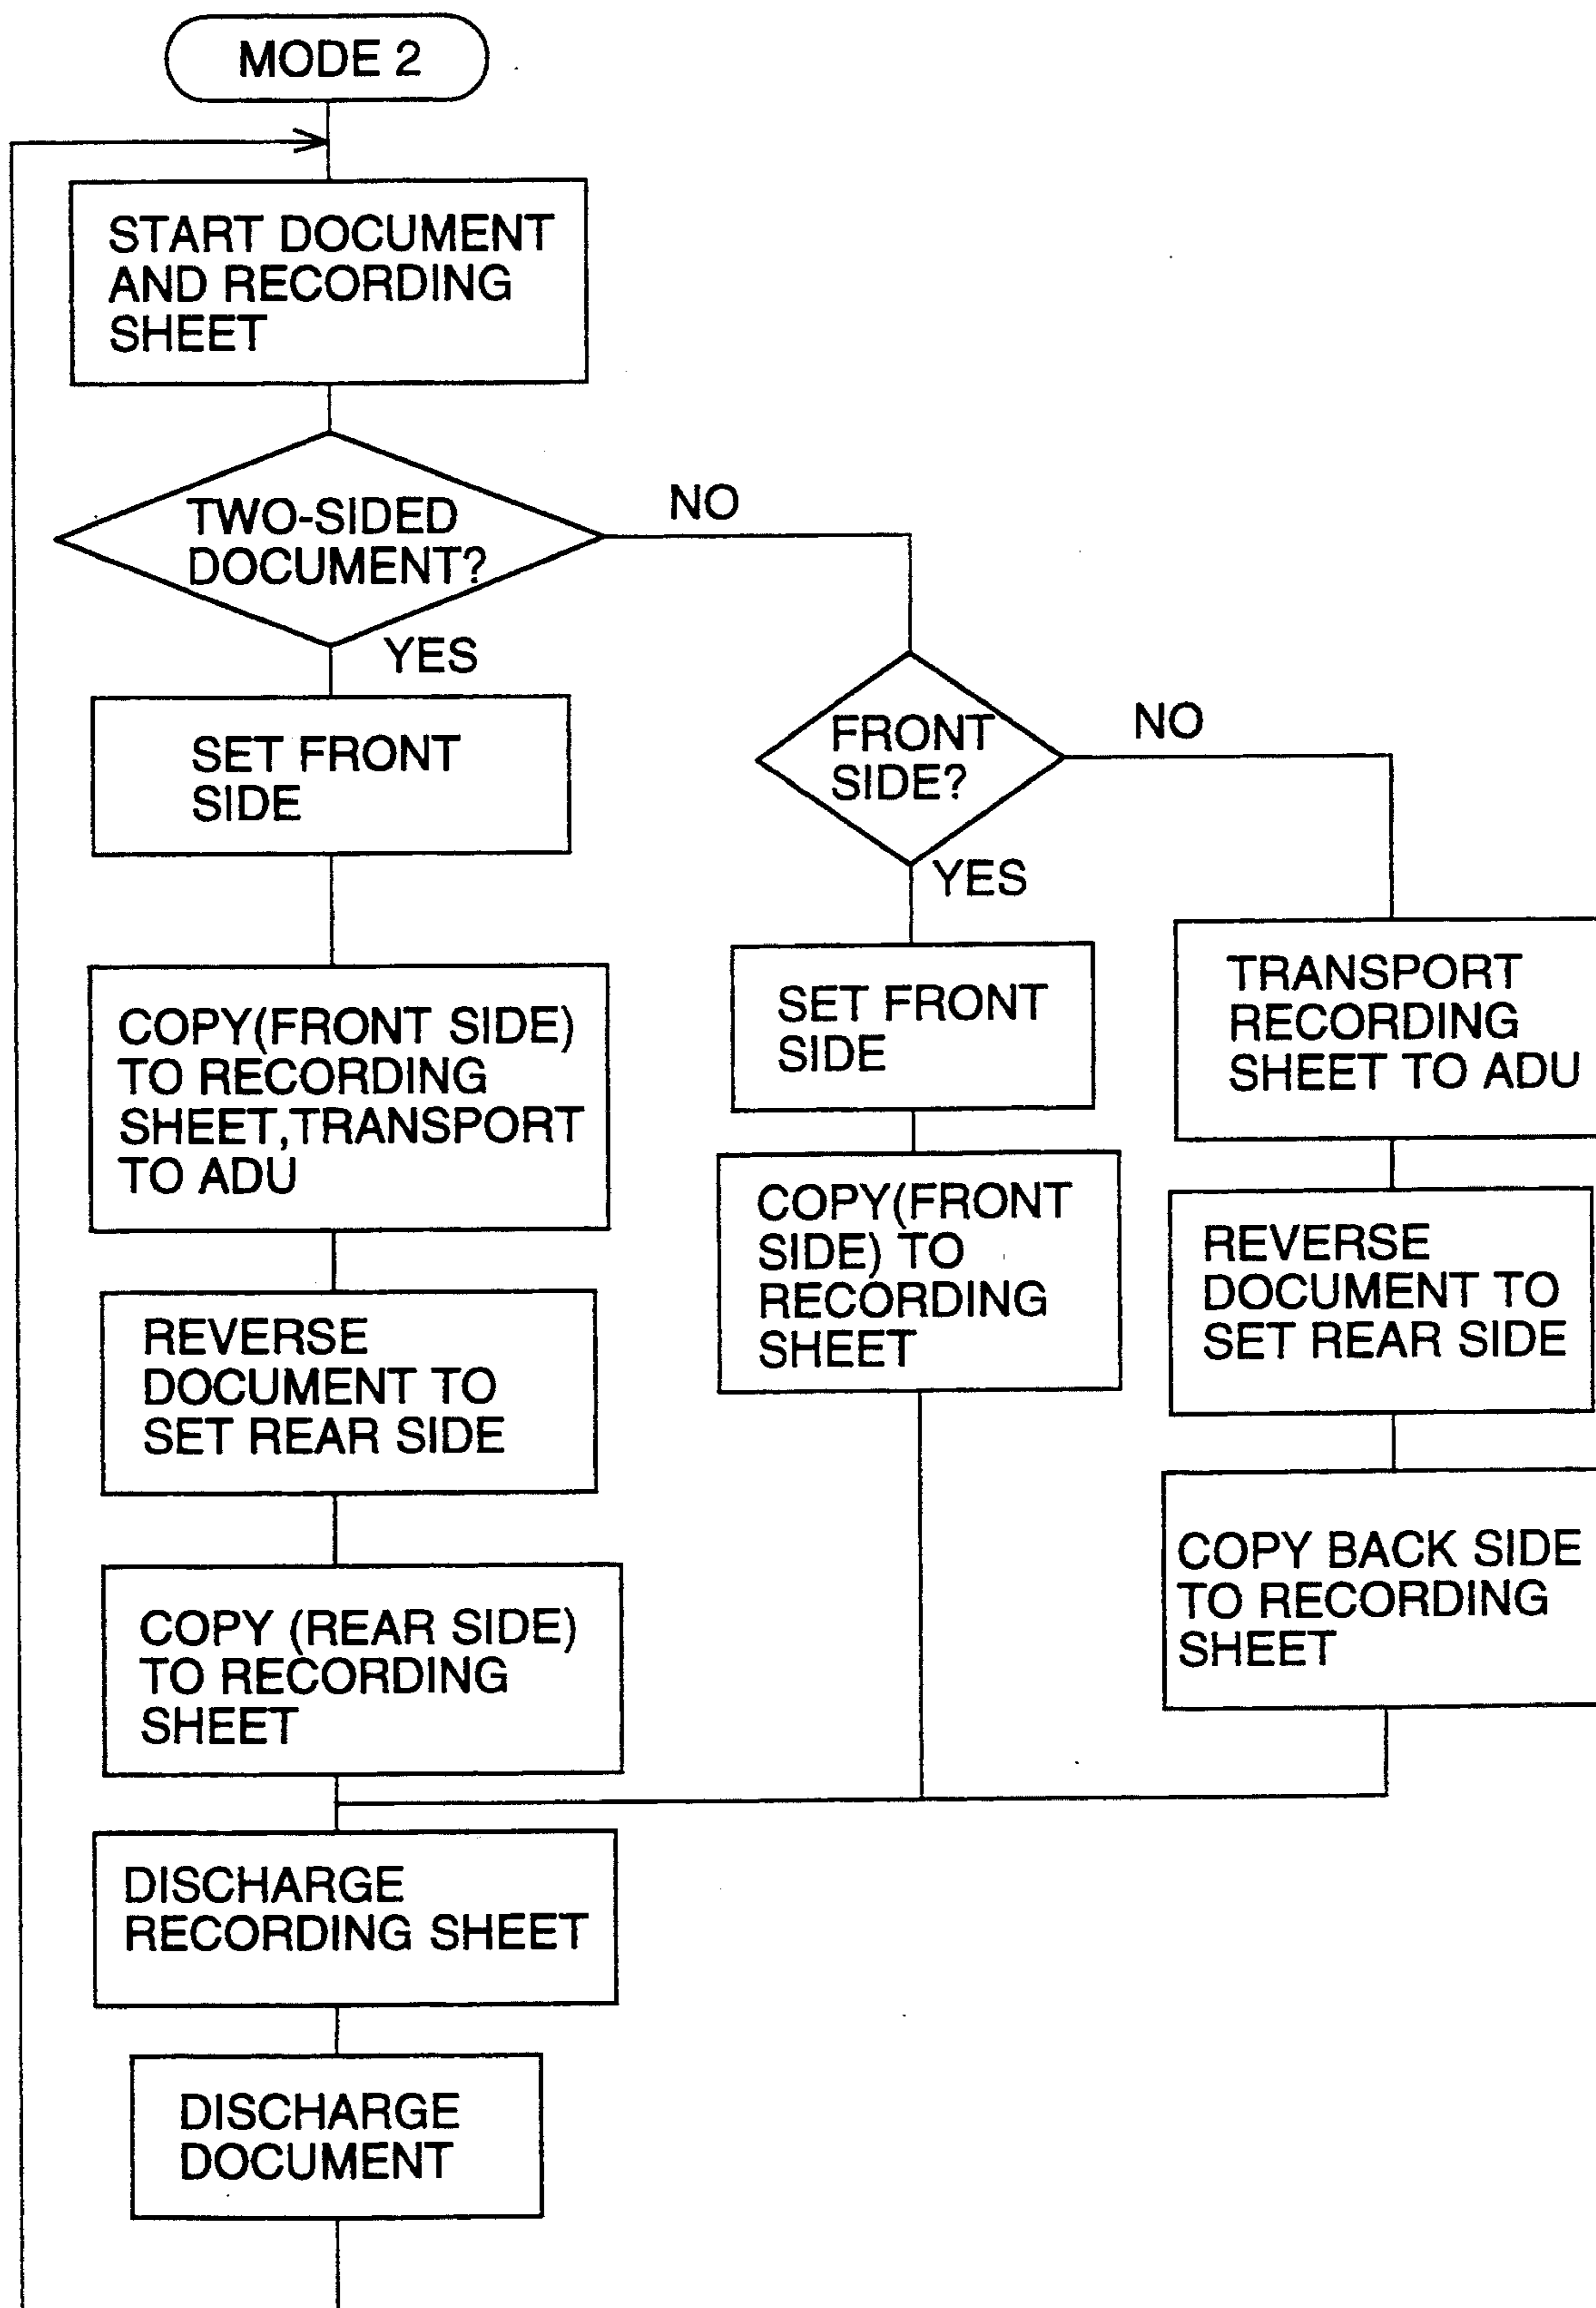 MODE 2
START DOCUMENT
AND RECORDING
SHEET
TWO-SIDED
DOCUMENT?
NO
YES
SET FRONT
SIDE
FRONT
SIDE?
NO
YES
COPY(FRONT SIDE)
TO RECORDING
SHEET,TRANSPORT
TO ADU
SET FRONT
SIDE
TRANSPORT
RECORDING
SHEET TO ADU
REVERSE
DOCUMENT TO
SET REAR SIDE
COPY(FRONT
SIDE) TO
RECORDING
SHEET
REVERSE
DOCUMENT TO
SET REAR SIDE
COPY (REAR SIDE)
TO RECORDING
SHEET
COPY BACK SIDE
TO RECORDING
SHEET
DISCHARGE
RECORDING SHEET
DISCHARGE
DOCUMENT